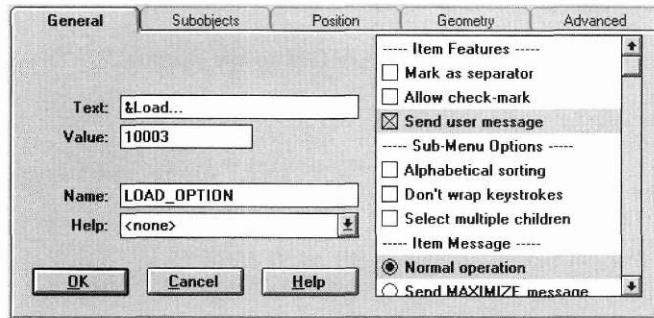 General Subobjects Position Geometry Advanced
Text: &Load...
Value: 10003
Name: LOAD_OPTION
Help: <none>
OK Cancel Help
----- Item Features -----
Mark as separator
Allow check-mark
Send user message
----- Sub-Menu Options -----
Alphabetical sorting
Don't wrap keystrokes
Select multiple children
----- Item Message -----
Normal operation
Send MAXIMIZE message